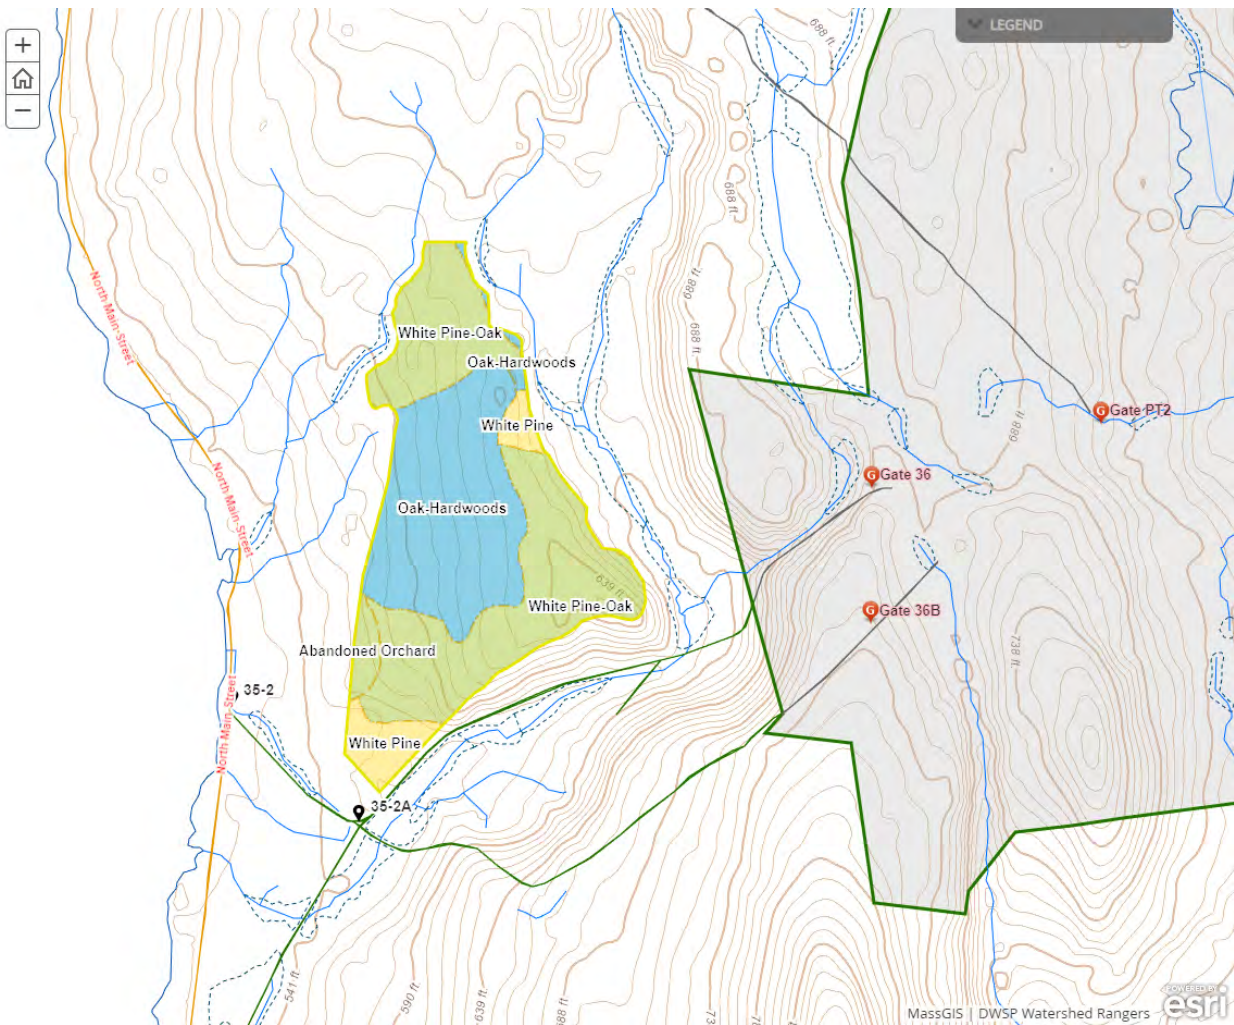 +
−
LEGEND
688 ft.
688 ft
688 ft.
688 ft.
North Main Street
White Pine-Oak
Oak-Hardwoods
White Pine
G Gate PT2
688 ft
G Gate 36
North Main Street
Oak-Hardwoods
639 ft
White Pine-Oak
G Gate 36B
738 ft
Abandoned Orchard
35-2
North Main Street
White Pine
35-2A
541 ft
590 ft
639 ft
MassGIS | DWSP Watershed Rangers
POWERED BY
esri